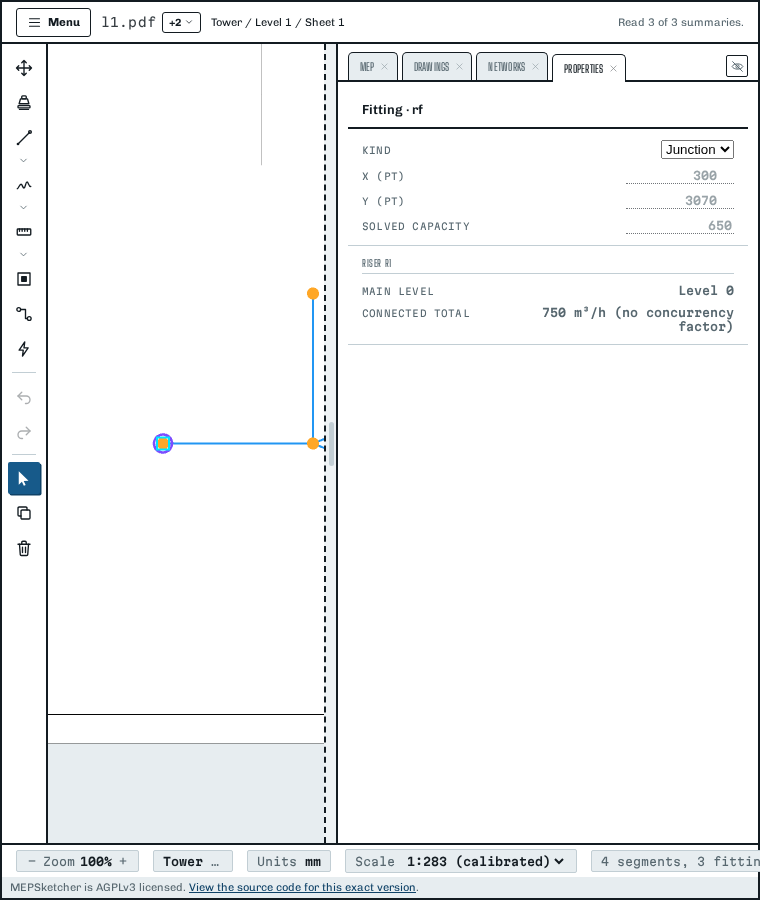 Menu
l1.pdf
+2
Tower / Level 1 / Sheet 1
Read 3 of 3 summaries.
MEP
DRAWINGS
NETWORKS
PROPERTIES
Fitting · rf
KIND
Junction
X (PT)
300
Y (PT)
3070
SOLVED CAPACITY
650
RISER R1
MAIN LEVEL
Level 0
CONNECTED TOTAL
750 m³/h (no concurrency
factor)
− Zoom 100% +
Tower …
Units mm
Scale 1:283 (calibrated)
4 segments, 3 fittin
MEPSketcher is AGPLv3 licensed. View the source code for this exact version.